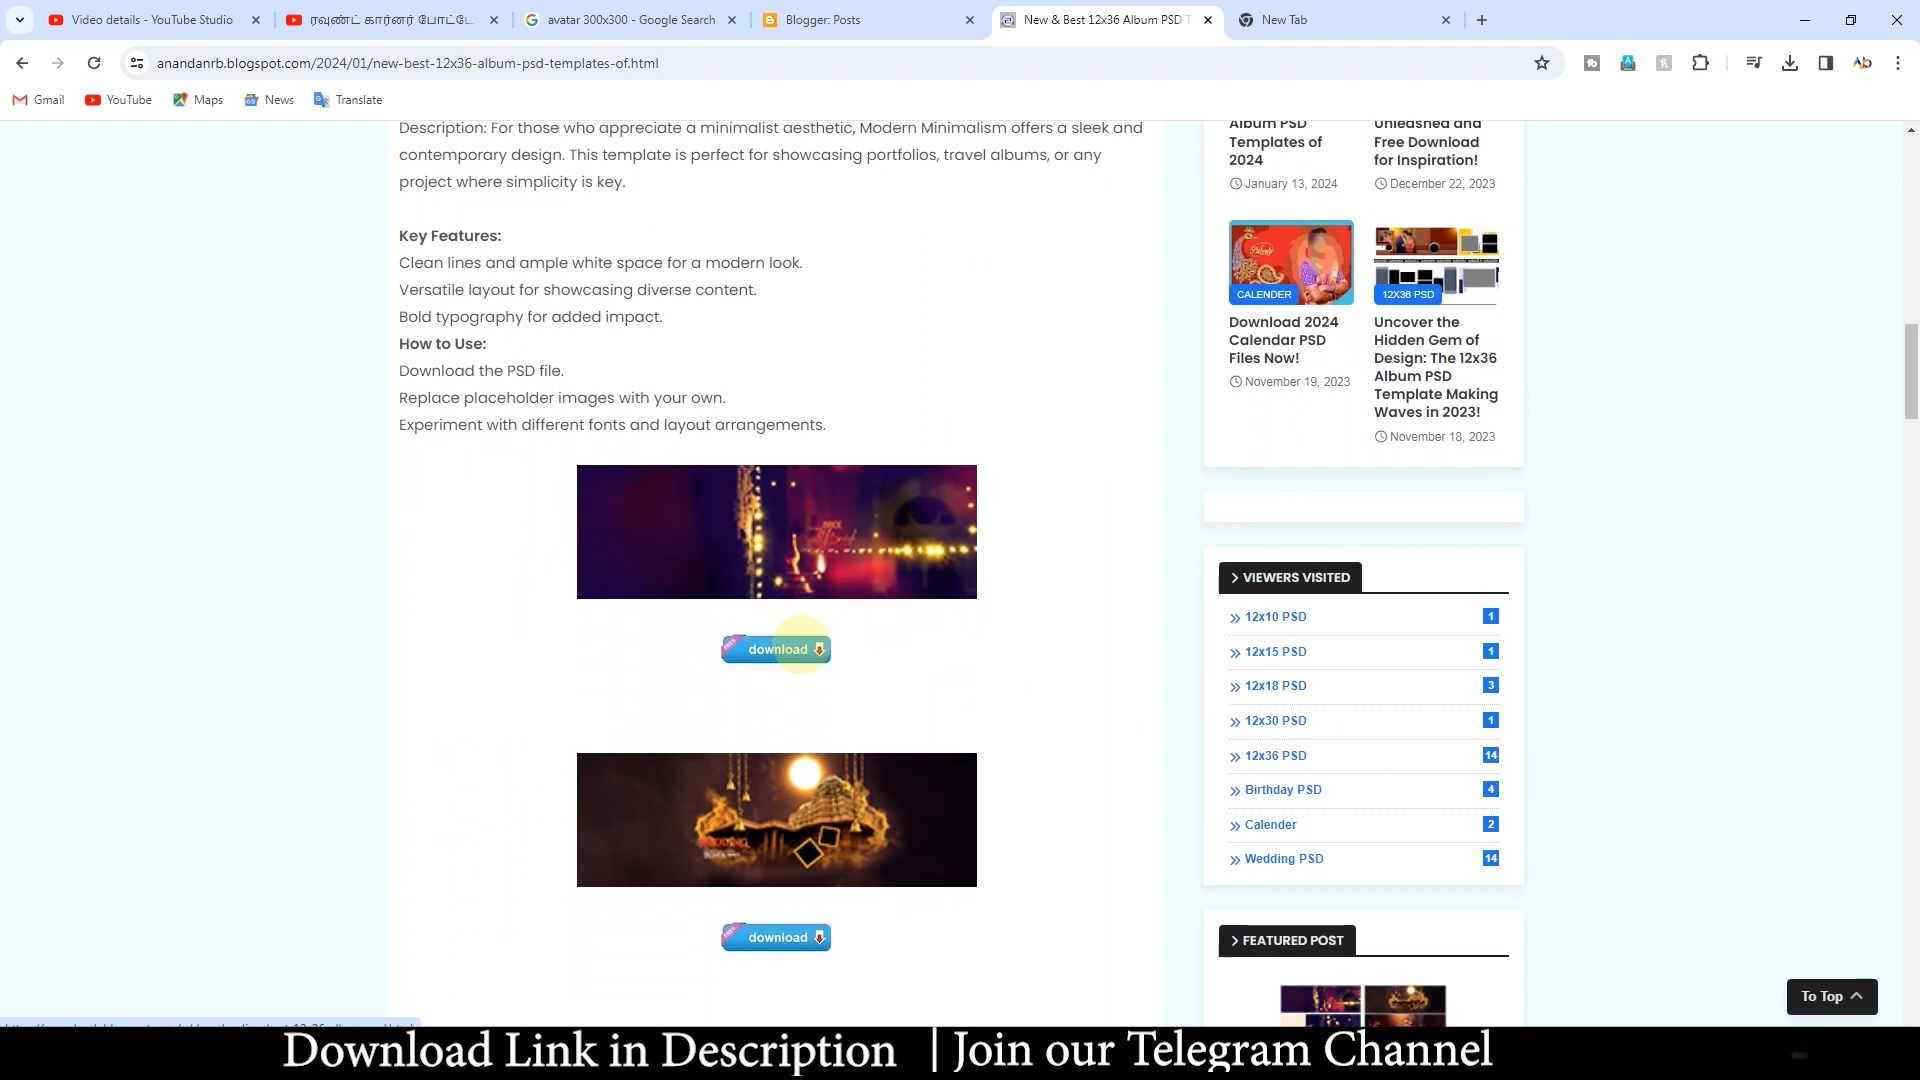 Video details - YouTube Studio
ரவுண்ட் கார்னர் போட்டோ
avatar 300x300 - Google Search
Blogger: Posts
New & Best 12x36 Album PSD T
New Tab
anandanrb.blogspot.com/2024/01/new-best-12x36-album-psd-templates-of.html
Gmail
YouTube
Maps
News
Translate
Description: For those who appreciate a minimalist aesthetic, Modern Minimalism offers a sleek and
contemporary design. This template is perfect for showcasing portfolios, travel albums, or any
project where simplicity is key.
Key Features:
Clean lines and ample white space for a modern look.
Versatile layout for showcasing diverse content.
Bold typography for added impact.
How to Use:
Download the PSD file.
Replace placeholder images with your own.
Experiment with different fonts and layout arrangements.
download
download
Album PSD
Templates of
2024
January 13, 2024
Unleashed and
Free Download
for Inspiration!
December 22, 2023
CALENDER
Download 2024
Calendar PSD
Files Now!
November 19, 2023
12X36 PSD
Uncover the
Hidden Gem of
Design: The 12x36
Album PSD
Template Making
Waves in 2023!
November 18, 2023
VIEWERS VISITED
12x10 PSD 1
12x15 PSD 1
12x18 PSD 3
12x30 PSD 1
12x36 PSD 14
Birthday PSD 4
Calender 2
Wedding PSD 14
FEATURED POST
To Top
Download Link in Description | Join our Telegram Channel